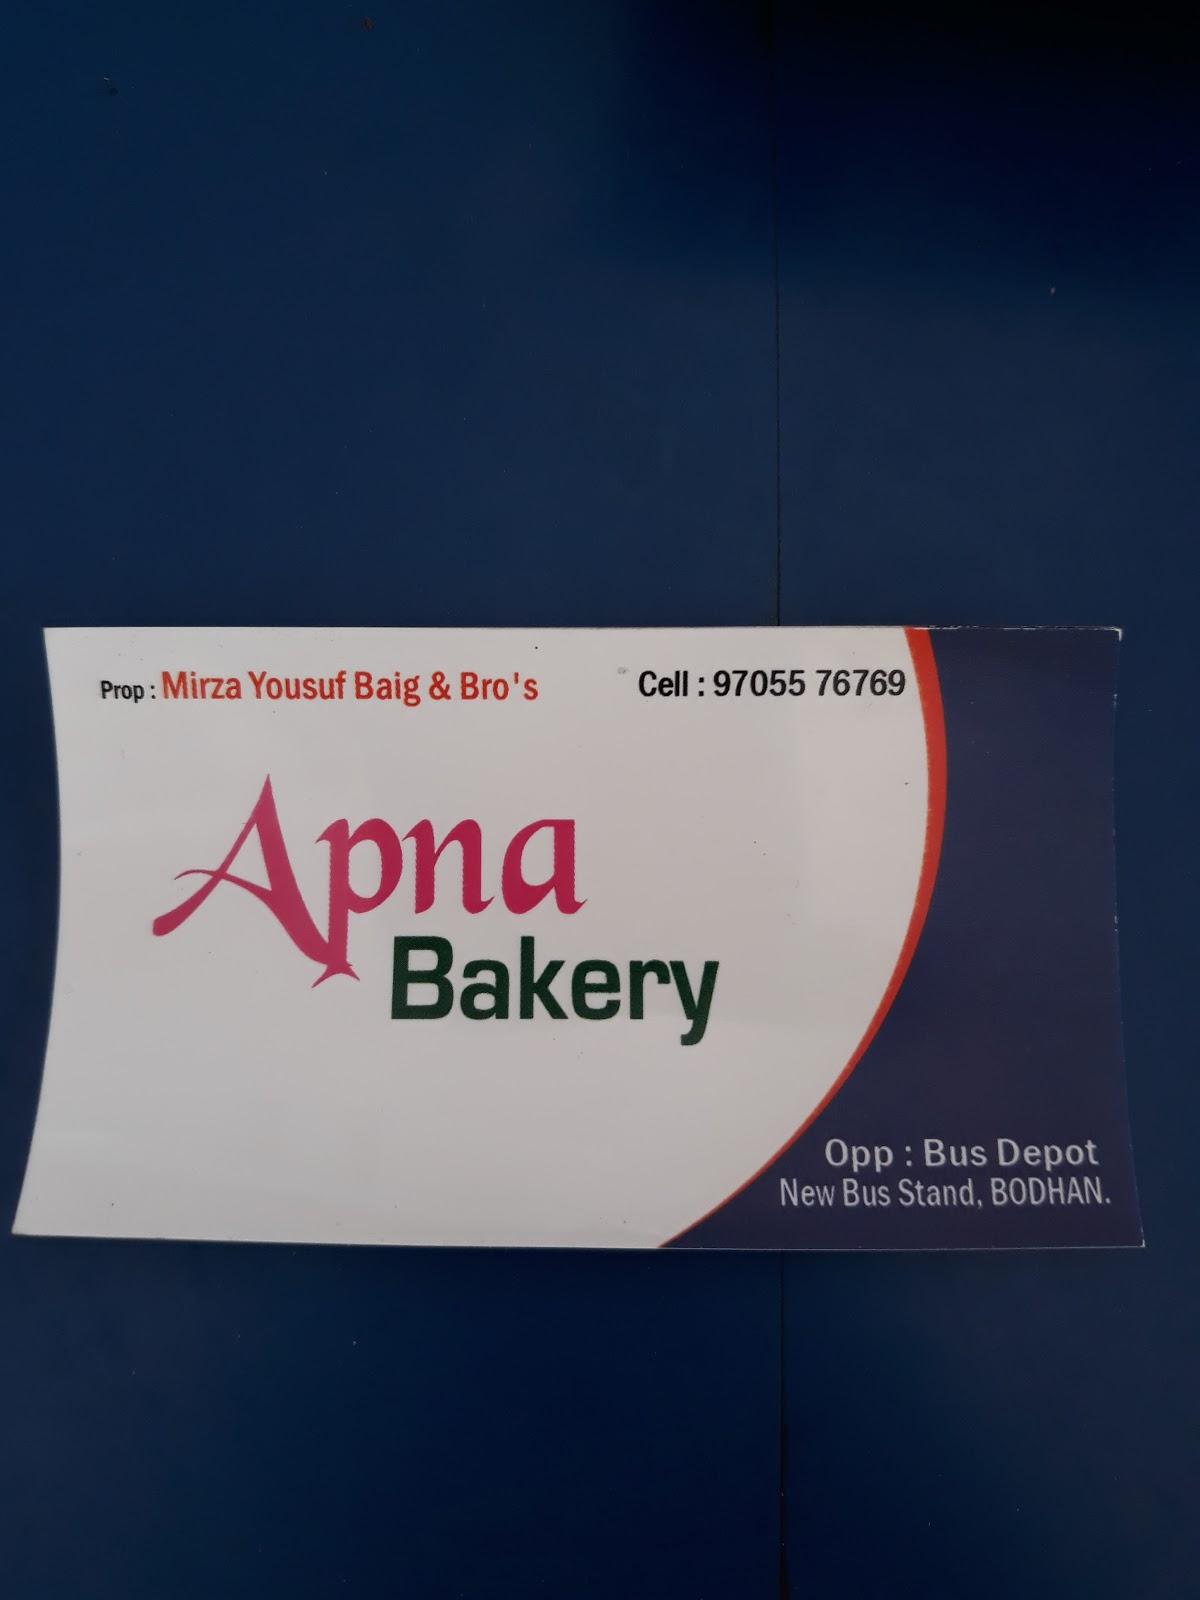 Prop : Mirza Yousuf Baig & Bro's
Cell : 97055 76769
Apna
Bakery
Opp : Bus Depot
New Bus Stand, BODHAN.